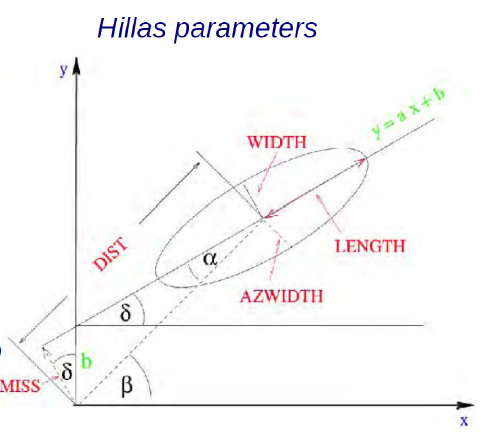 Hillas parameters
y
y = a x + b
WIDTH
DIST
LENGTH
α
AZWIDTH
δ
b
δ
MISS
β
x